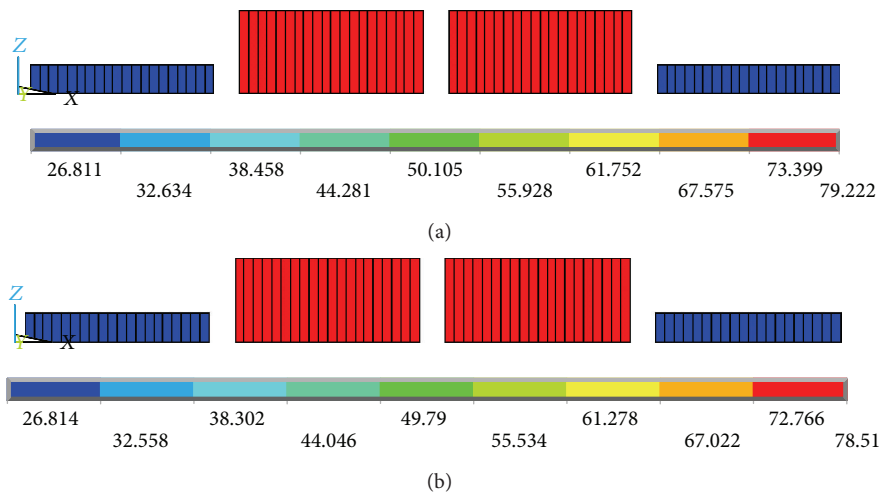 Z
Y X
26.811 38.458 50.105 61.752 73.399
32.634 44.281 55.928 67.575 79.222
(a)
Z
Y X
26.814 38.302 49.79 61.278 72.766
32.558 44.046 55.534 67.022 78.51
(b)